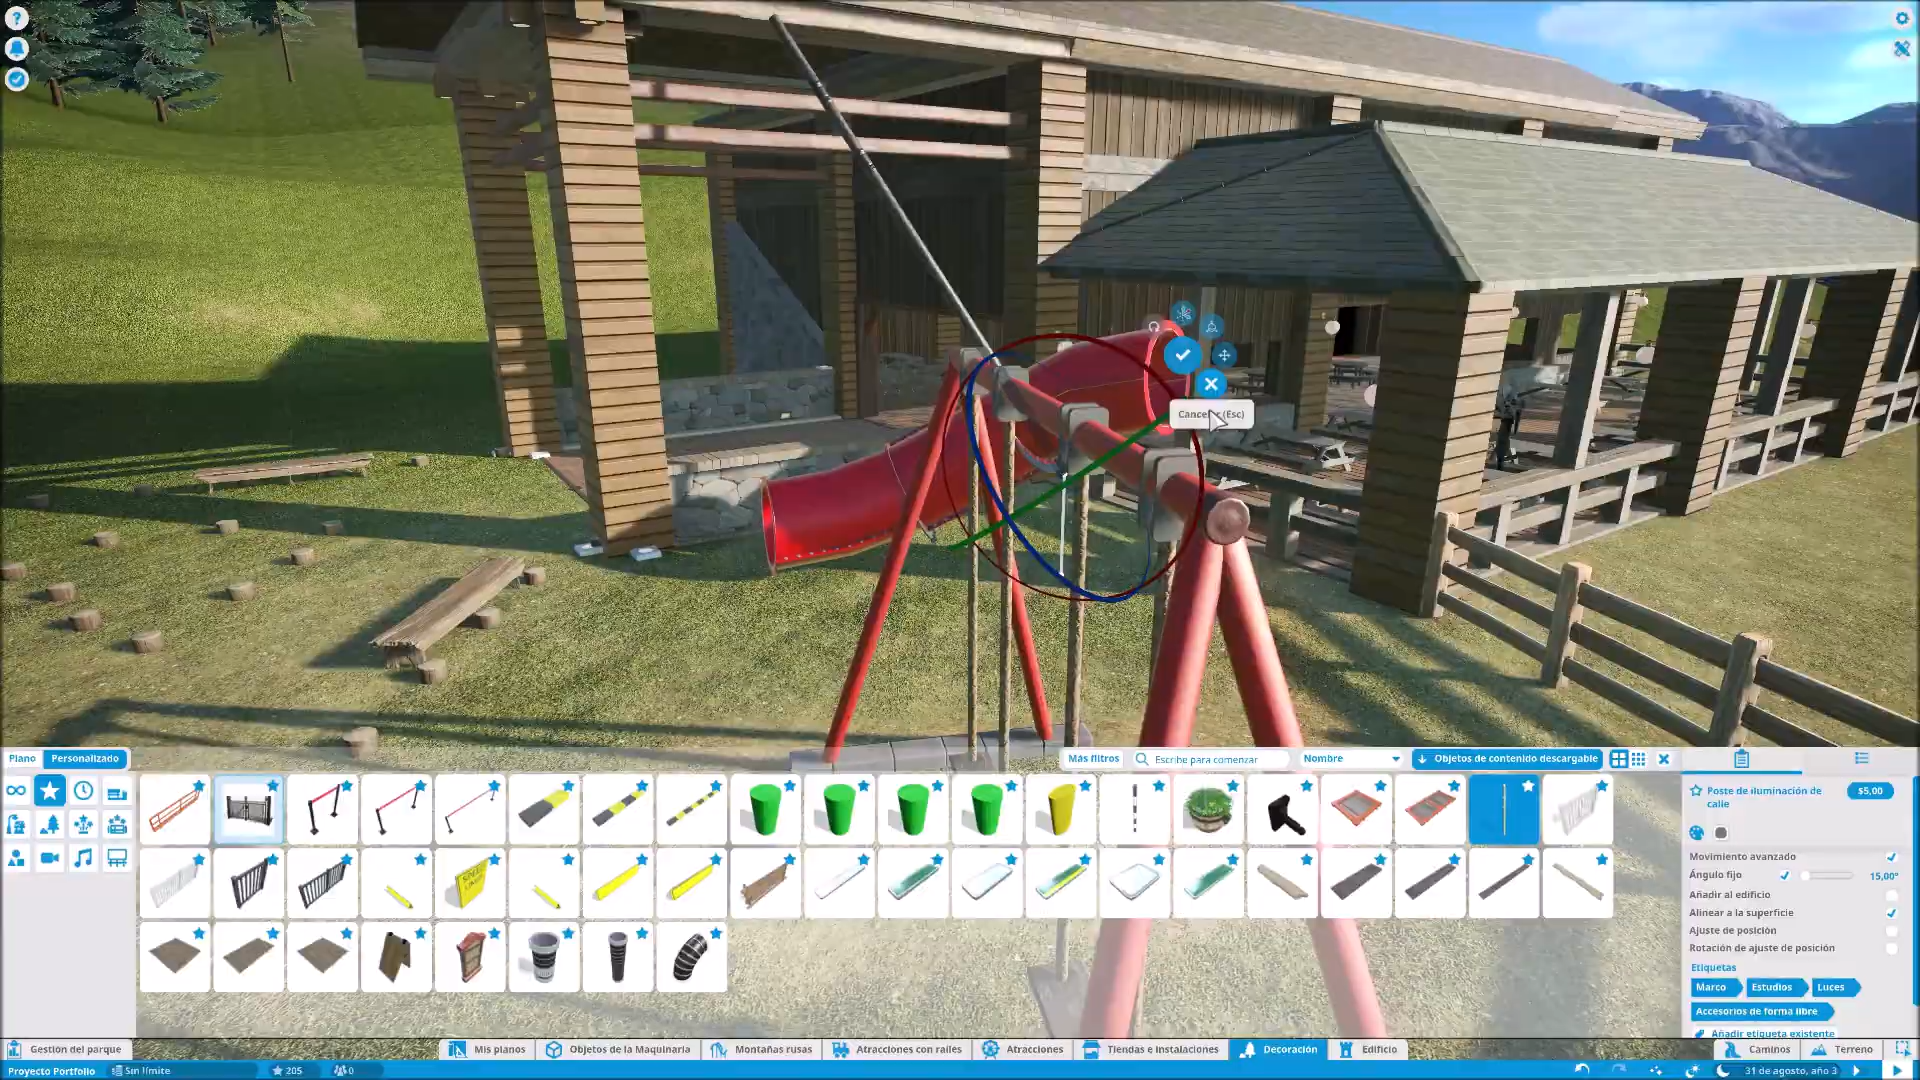 Cancelar (Esc)
Plano
Personalizado
Más filtros
Escribe para comenzar
Nombre
Objetos de contenido descargable
SPEED LIMIT
Poste de iluminación de calle
$5,00
Movimiento avanzado
Ángulo fijo
15,00°
Añadir al edificio
Alinear a la superficie
Ajuste de posición
Rotación de ajuste de posición
Etiquetas
Marco
Estudios
Luces
Accesorios de forma libre
Añadir etiqueta existente
Gestión del parque
Mis planos
Objetos de la Maquinaria
Montañas rusas
Atracciones con raíles
Atracciones
Tiendas e instalaciones
Decoración
Edificio
Caminos
Terreno
Proyecto Portfolio
Sin límite
205
0
31 de agosto, año 3